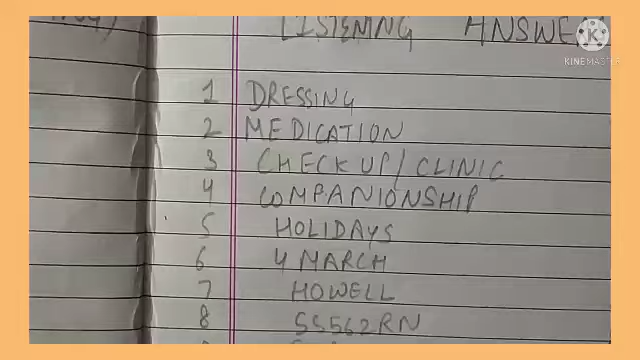 LISTENING ANSWER
KINEMASTER
1 DRESSING
2 MEDICATION
3 CHECK UP/CLINIC
4 COMPANIONSHIP
5 HOLIDAYS
6 4 MARCH
7 HOWELL
8 SS562RN